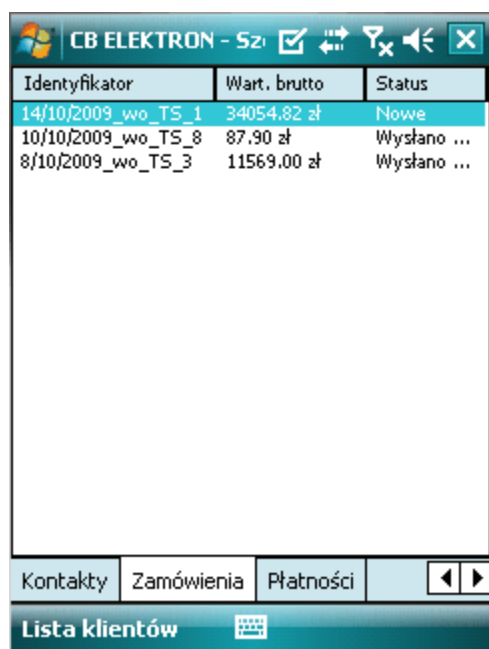 CB ELEKTRON - Sz
Identyfikator Wart. brutto Status
14/10/2009_wo_TS_1 34054.82 zł Nowe
10/10/2009_wo_TS_8 87.90 zł Wysłano ...
8/10/2009_wo_TS_3 11569.00 zł Wysłano ...
Kontakty Zamówienia Płatności
Lista klientów